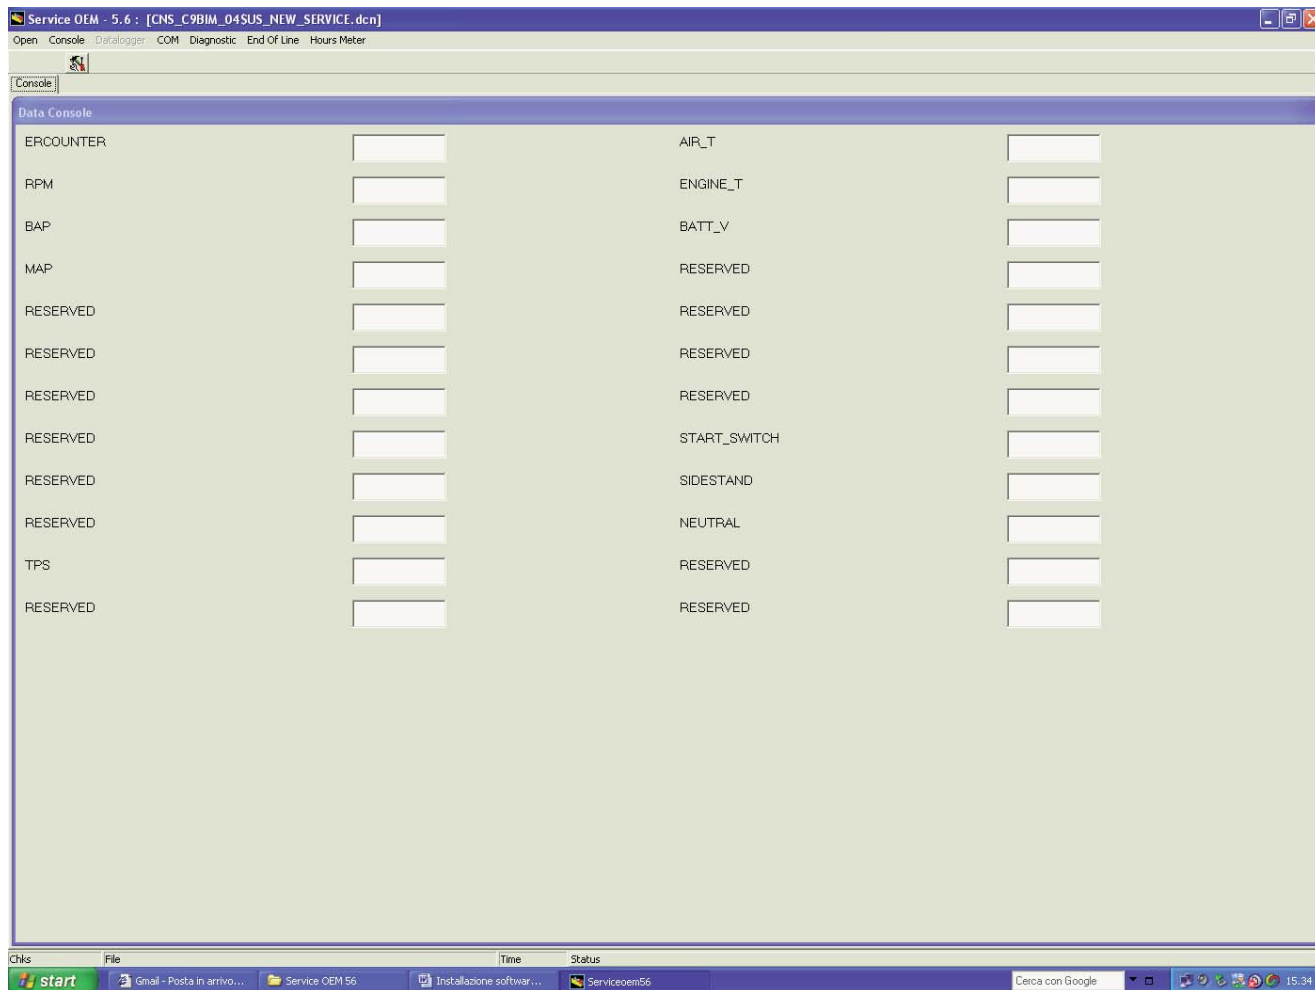 Service OEM - 5.6 : [CNS_C9BIM_04$US_NEW_SERVICE.dcn]
Open Console Datalogger COM Diagnostic End Of Line Hours Meter
Console
Data Console
ERCOUNTER AIR_T
RPM ENGINE_T
BAP BATT_V
MAP RESERVED
RESERVED RESERVED
RESERVED RESERVED
RESERVED RESERVED
RESERVED START_SWITCH
RESERVED SIDESTAND
RESERVED NEUTRAL
TPS RESERVED
RESERVED RESERVED
Chks File Time Status
start Gmail - Posta in arrivo... Service OEM 56 Installazione softwar... Serviceoem56 Cerca con Google 15.34